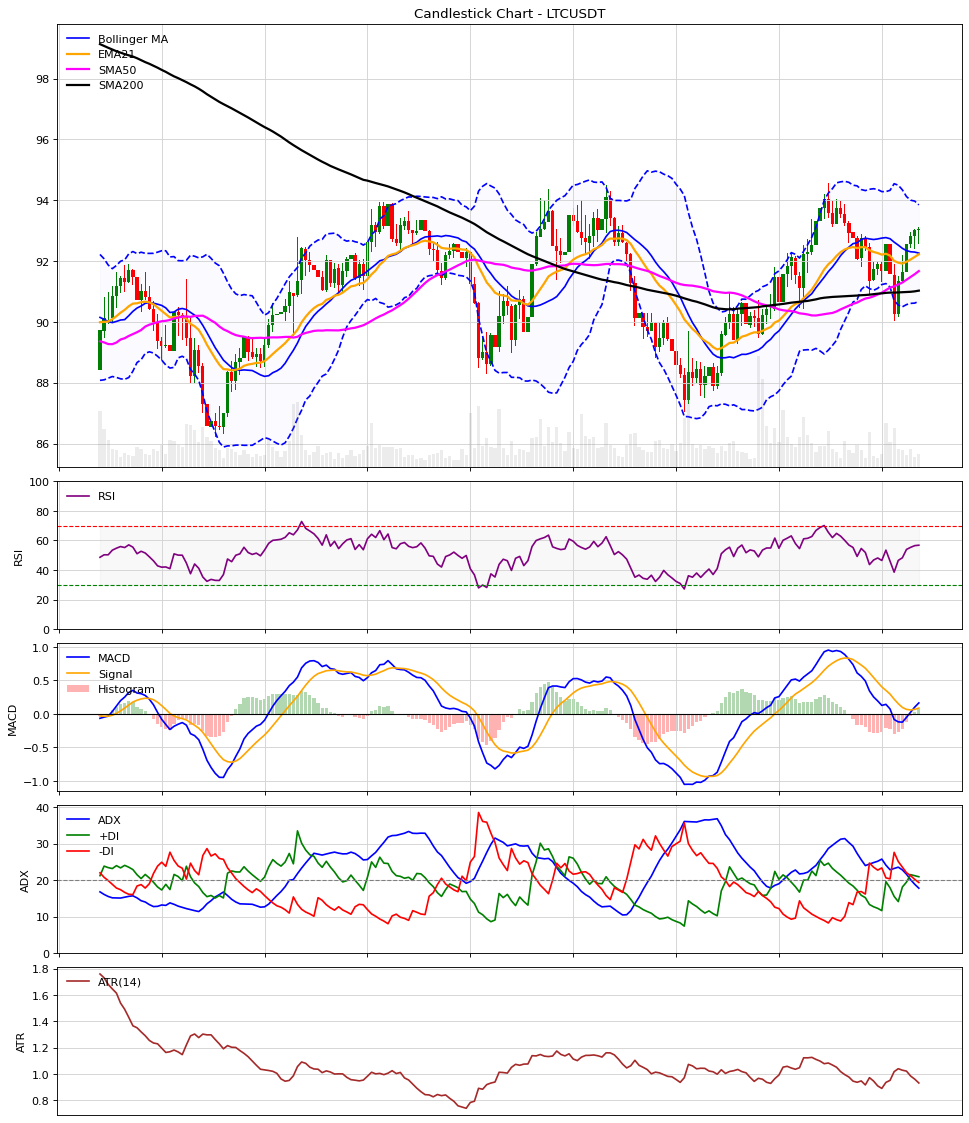 Candlestick Chart - LTCUSDT
Bollinger MA
EMA21
SMA50
SMA200
98
96
94
92
90
88
86
RSI
100
80
60
40
20
0
RSI
MACD
Signal
Histogram
1.0
0.5
0.0
−0.5
−1.0
MACD
ADX
+DI
-DI
40
30
20
10
0
ADX
ATR(14)
1.8
1.6
1.4
1.2
1.0
0.8
ATR